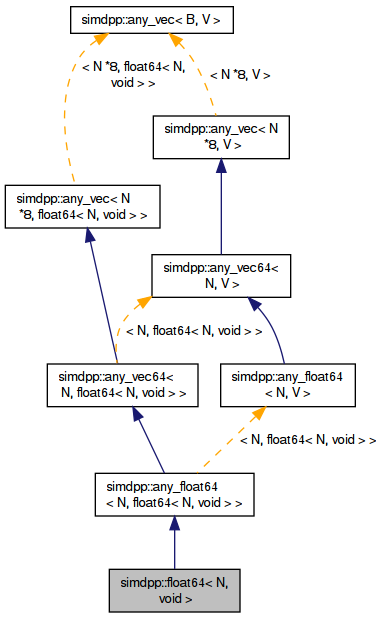 simdpp::any_vec< B, V >
< N *8, float64< N,
void > >
< N *8, V >
simdpp::any_vec< N
*8, V >
simdpp::any_vec< N
*8, float64< N, void > >
simdpp::any_vec64<
N, V >
< N, float64< N, void > >
simdpp::any_vec64<
N, float64< N, void > >
simdpp::any_float64
< N, V >
< N, float64< N, void > >
simdpp::any_float64
< N, float64< N, void > >
simdpp::float64< N,
void >